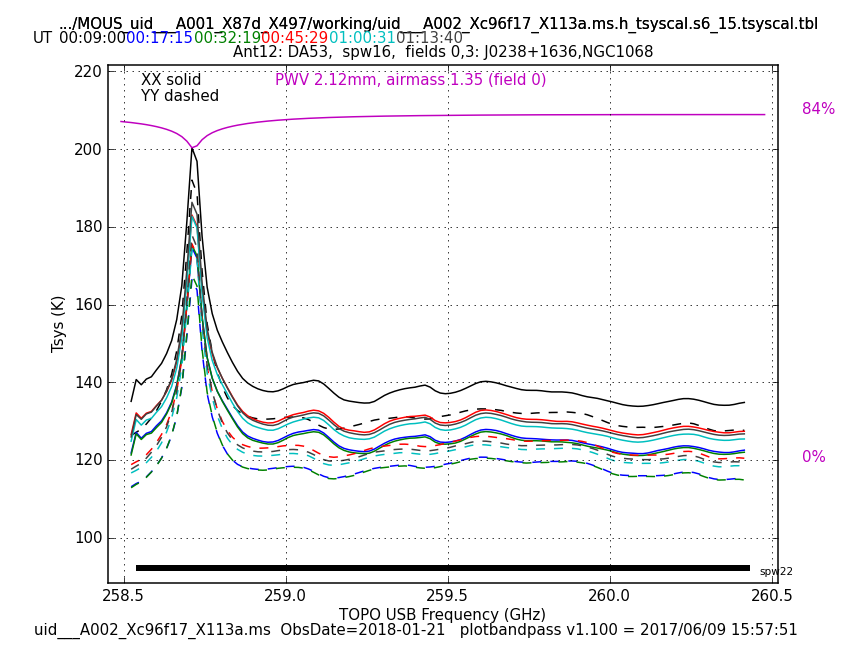 .../MOUS_uid___A001_X87d_X497/working/uid___A002_Xc96f17_X113a.ms.h_tsyscal.s6_15.tsyscal.tbl
UT 00:09:00 00:17:15 00:32:19 00:45:29 01:00:31 01:13:40
Ant12: DA53, spw16, fields 0,3: J0238+1636,NGC1068
XX solid
YY dashed
PWV 2.12mm, airmass 1.35 (field 0)
84%
0%
220
200
180
160
140
120
100
Tsys (K)
spw22
258.5 259.0 259.5 260.0 260.5
TOPO USB Frequency (GHz)
uid___A002_Xc96f17_X113a.ms ObsDate=2018-01-21 plotbandpass v1.100 = 2017/06/09 15:57:51